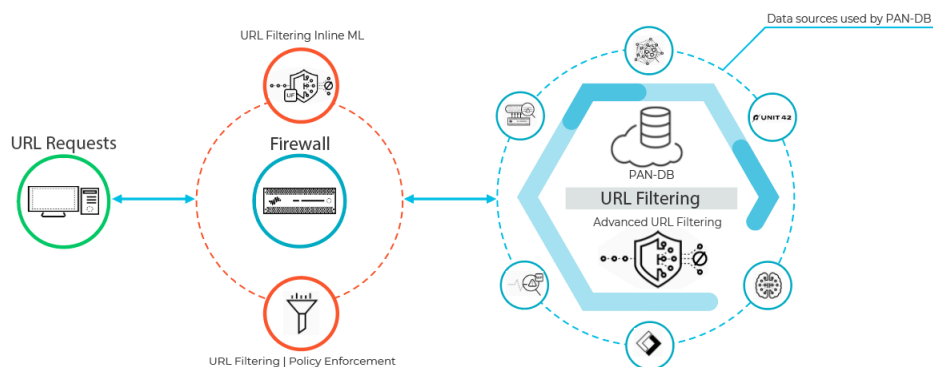 Data sources used by PAN-DB
URL Filtering Inline ML
UF
URL Requests
Firewall
UNIT 42
PAN-DB
URL Filtering
Advanced URL Filtering
URL Filtering | Policy Enforcement